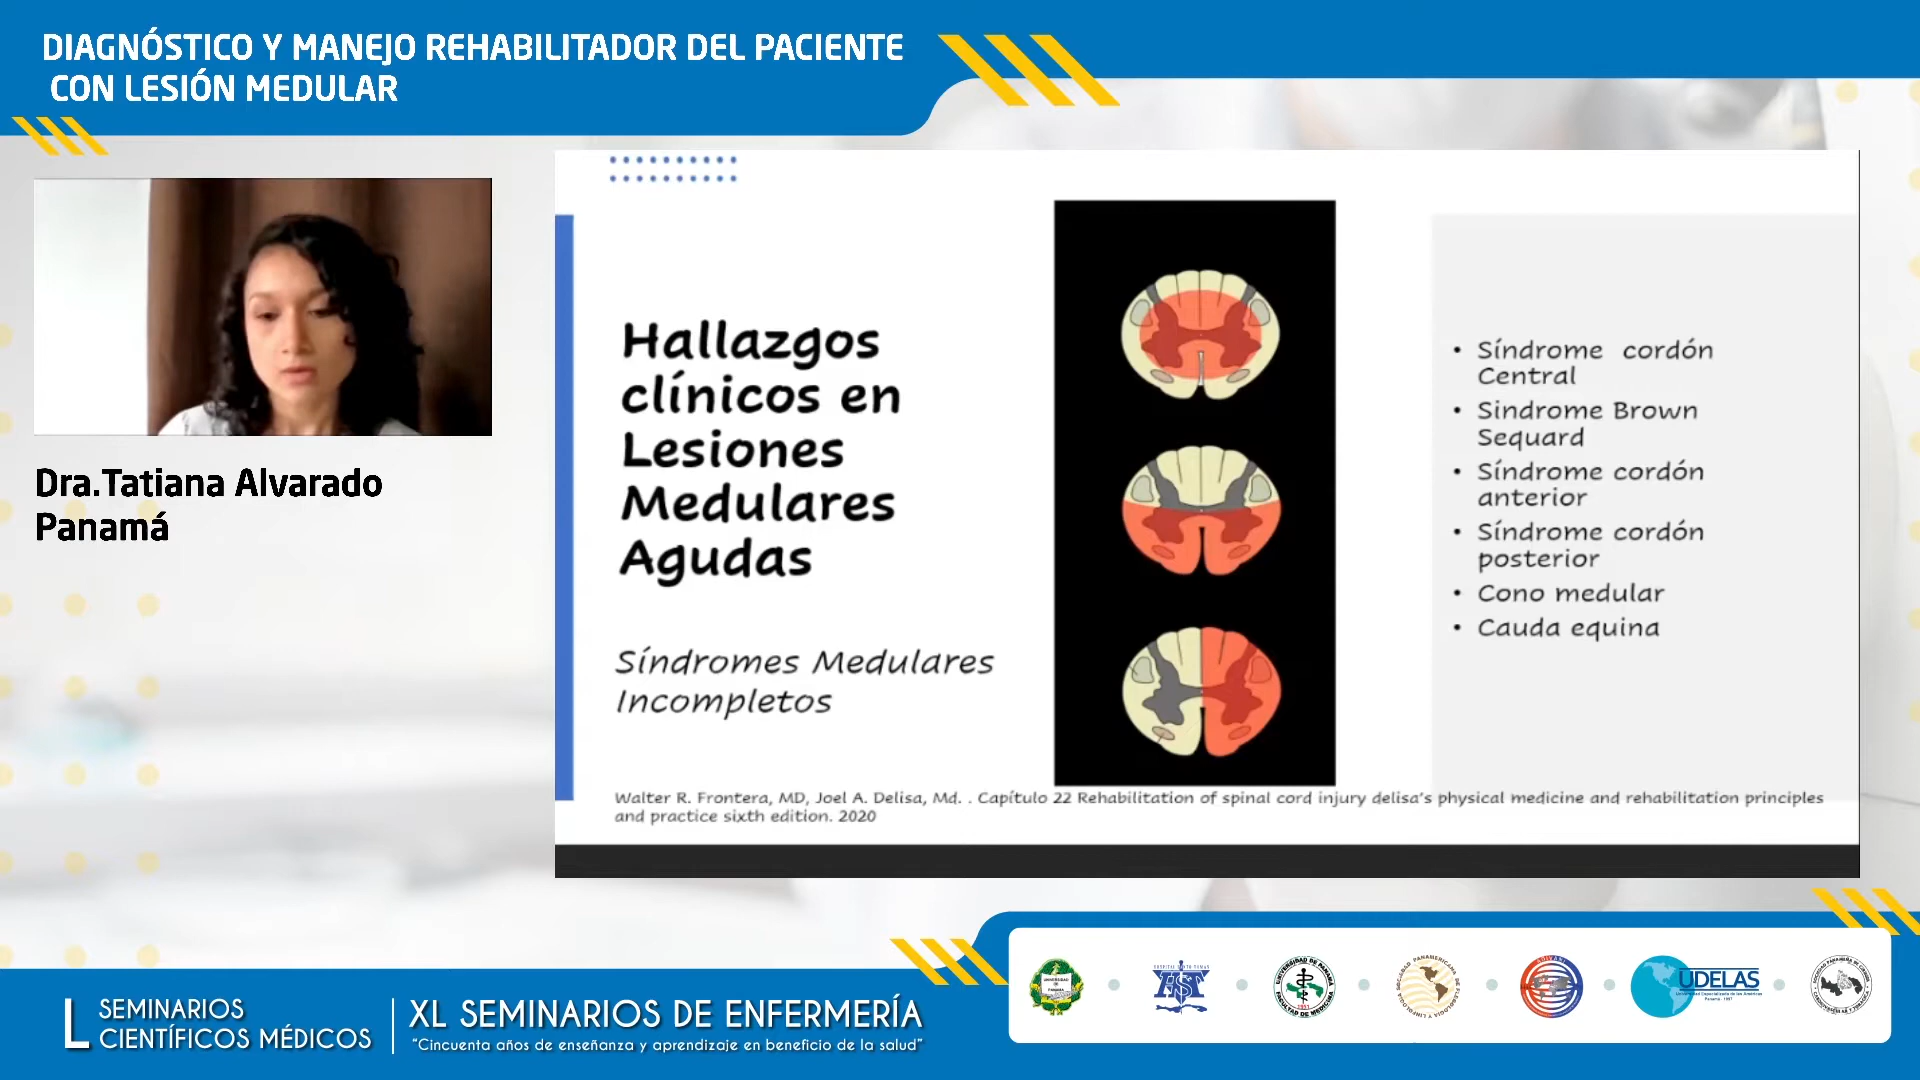 DIAGNÓSTICO Y MANEJO REHABILITADOR DEL PACIENTE
CON LESIÓN MEDULAR
Dra.Tatiana Alvarado
Panamá
Hallazgos
clínicos en
Lesiones
Medulares
Agudas
Síndromes Medulares
Incompletos
• Síndrome cordón
Central
• Sindrome Brown
Sequard
• Síndrome cordón
anterior
• Síndrome cordón
posterior
• Cono medular
• Cauda equina
Walter R. Frontera, MD, Joel A. Delisa, Md. . Capítulo 22 Rehabilitation of spinal cord injury delisa's physical medicine and rehabilitation principles
and practice sixth edition. 2020
L SEMINARIOS
CIENTÍFICOS MÉDICOS
XL SEMINARIOS DE ENFERMERÍA
"Cincuenta años de enseñanza y aprendizaje en beneficio de la salud"
HST
UDELAS